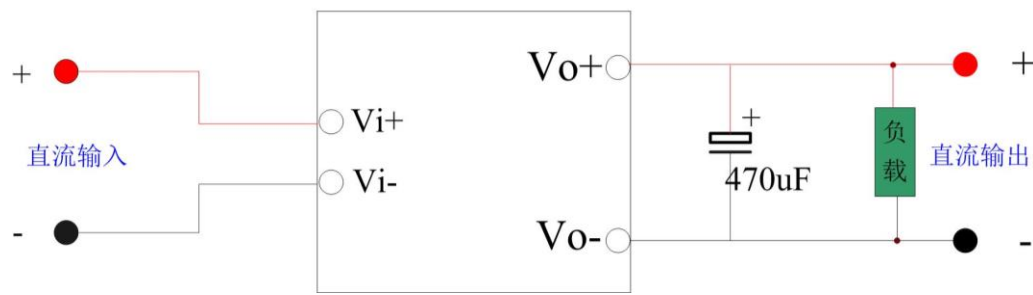 +
直流输入
-
Vi+
Vi-
Vo+
Vo-
+
470uF
负
载
+
直流输出
-